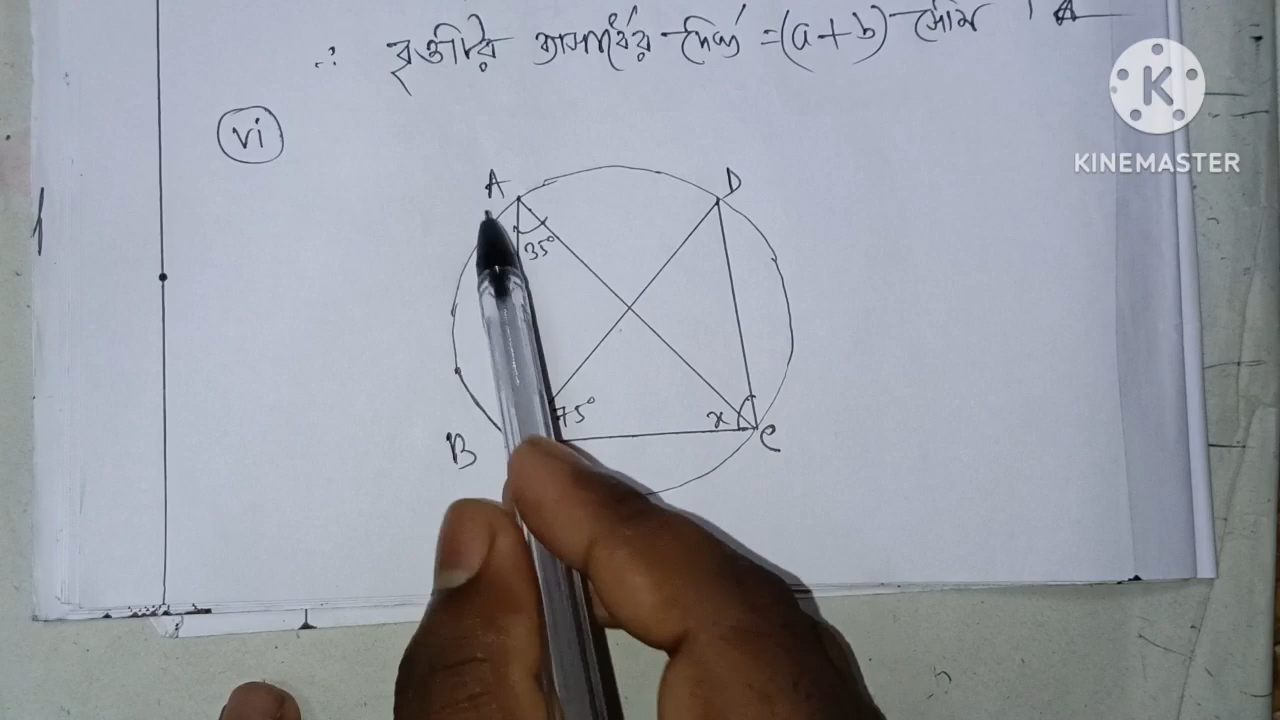 ∴ বৃত্তটির ব্যাসার্ধের দৈর্ঘ্য = (a+b) সেমি ।
K
KINEMASTER
vi
A D
35°
75° x
B C